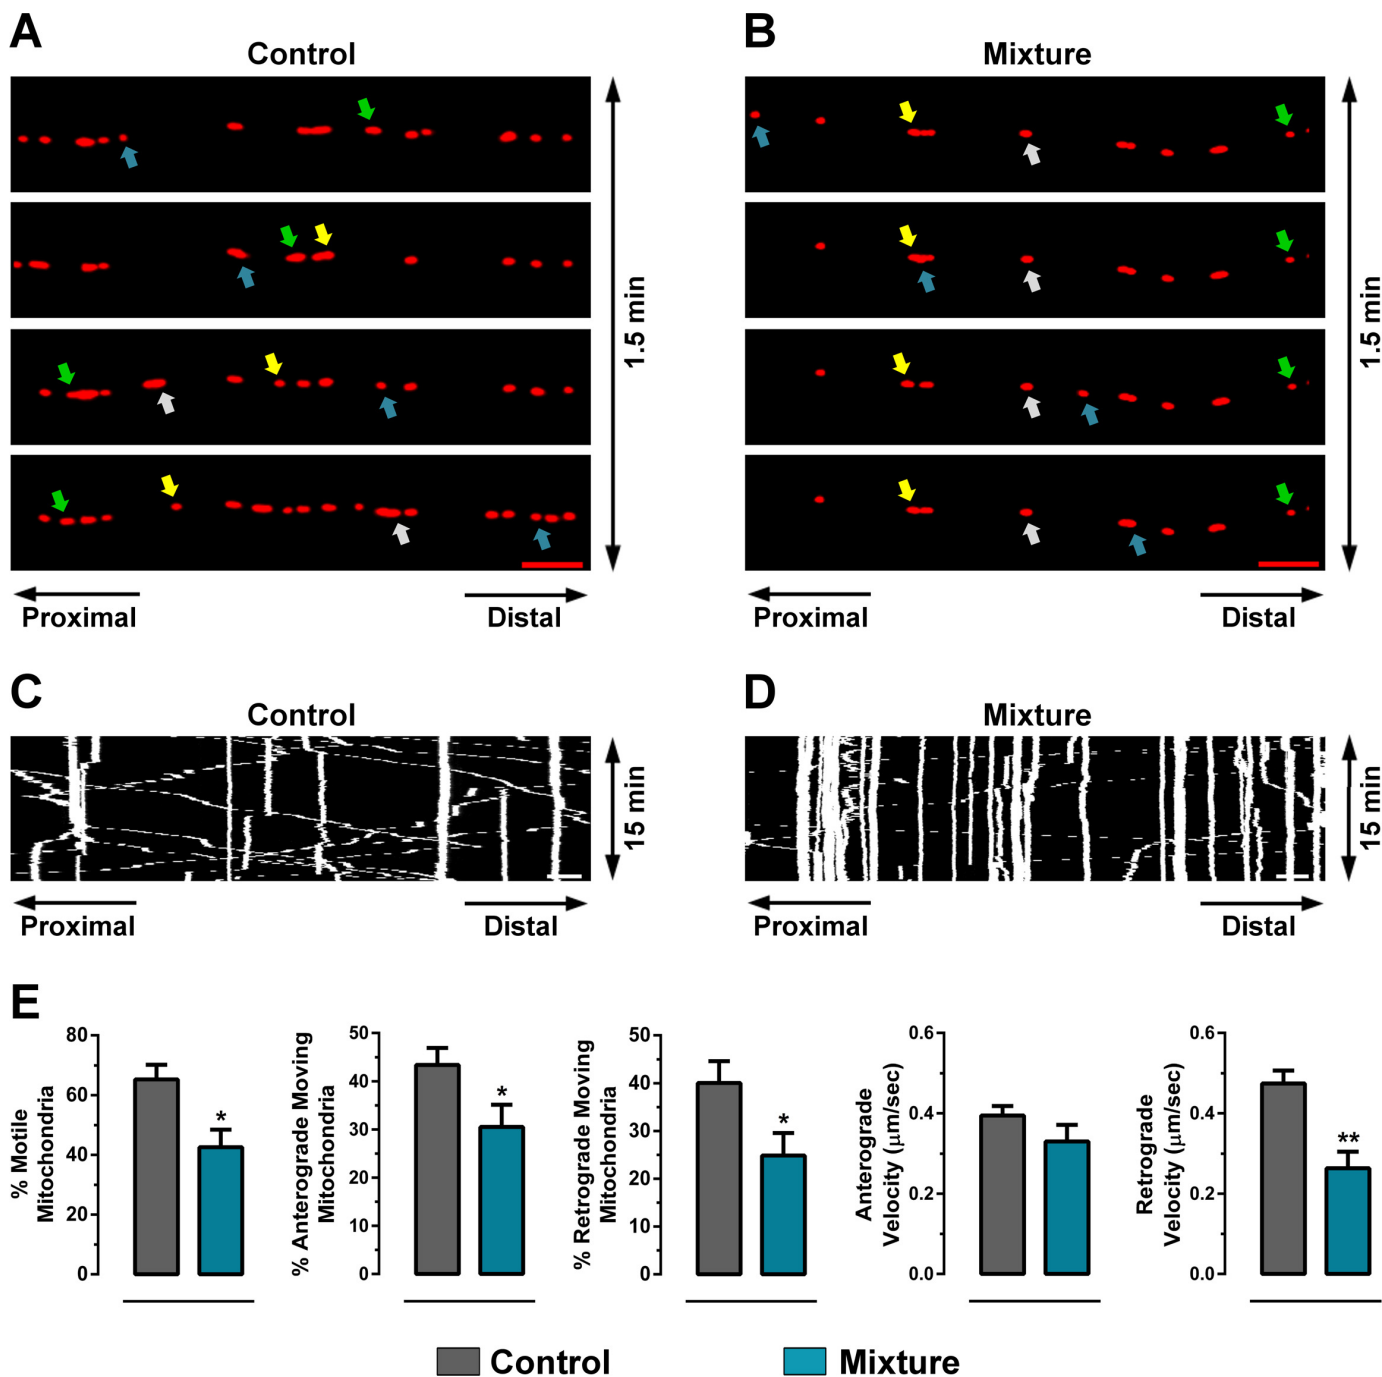 A
B
Control
Mixture
1.5 min
1.5 min
Proximal
Distal
Proximal
Distal
C
D
Control
Mixture
15 min
15 min
Proximal
Distal
Proximal
Distal
E
% Motile
Mitochondria
80
60
40
20
0
*
% Anterograde Moving
Mitochondria
50
40
30
20
10
0
*
% Retrograde Moving
Mitochondria
50
40
30
20
10
0
*
Anterograde
Velocity (μm/sec)
0.6
0.4
0.2
0.0
Retrograde
Velocity (μm/sec)
0.6
0.4
0.2
0.0
**
Control
Mixture